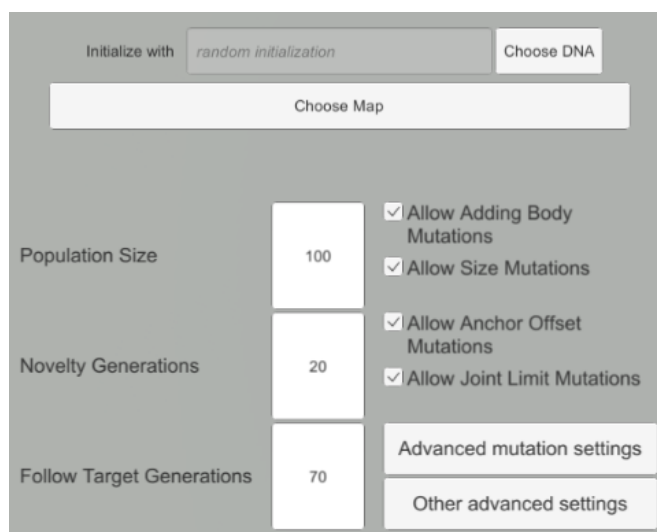 Initialize with random initialization Choose DNA
Choose Map
Allow Adding Body
Mutations
Population Size 100
Allow Size Mutations
Allow Anchor Offset
Mutations
Novelty Generations 20
Allow Joint Limit Mutations
Advanced mutation settings
Follow Target Generations 70
Other advanced settings